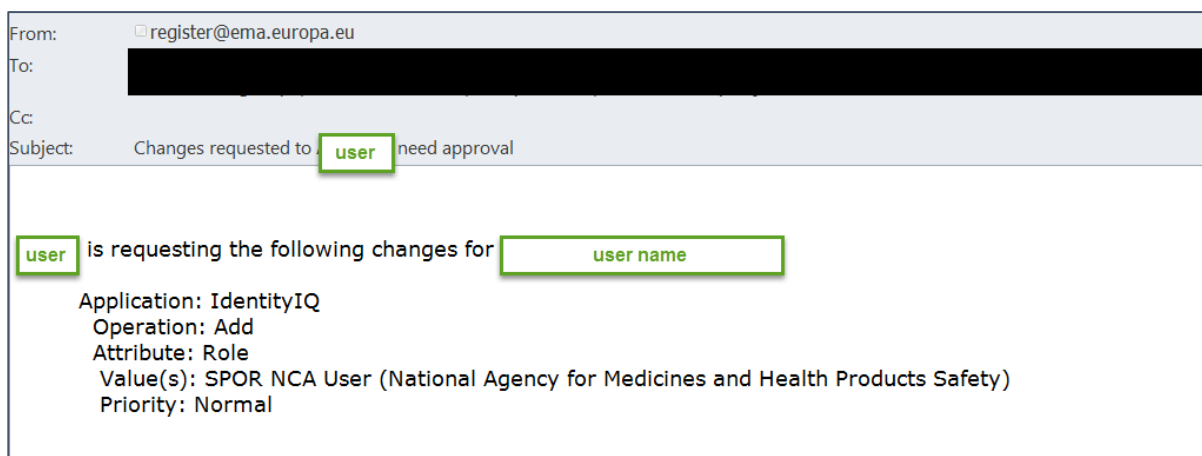 From: register@ema.europa.eu
To:
Cc:
Subject: Changes requested to user need approval
user is requesting the following changes for user name
Application: IdentityIQ
Operation: Add
Attribute: Role
Value(s): SPOR NCA User (National Agency for Medicines and Health Products Safety)
Priority: Normal